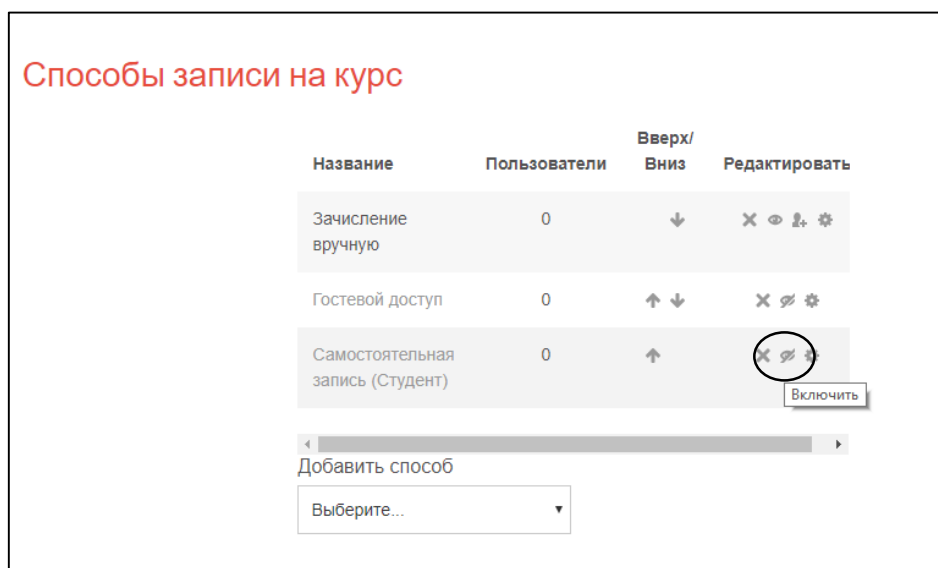 Способы записи на курс
Вверх/
Название Пользователи Вниз Редактировать
Зачисление 0
вручную
Гостевой доступ 0
Самостоятельная 0
запись (Студент)
Включить
Добавить способ
Выберите...